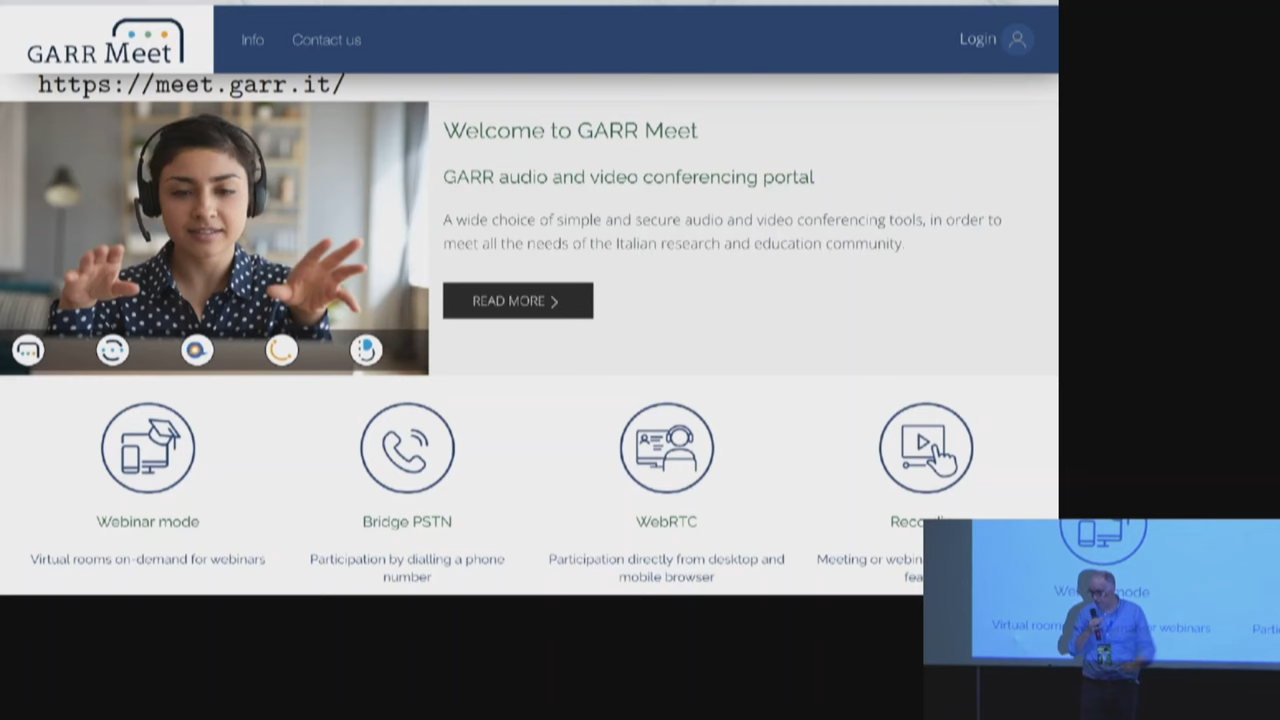 GARR Meet
Info
Contact us
Login
https://meet.garr.it/
Welcome to GARR Meet
GARR audio and video conferencing portal
A wide choice of simple and secure audio and video conferencing tools, in order to
meet all the needs of the Italian research and education community.
READ MORE
Webinar mode
Virtual rooms on-demand for webinars
Bridge PSTN
Participation by dialling a phone
number
WebRTC
Participation directly from desktop and
mobile browser
Meeting or
mode
Virtual
webinars